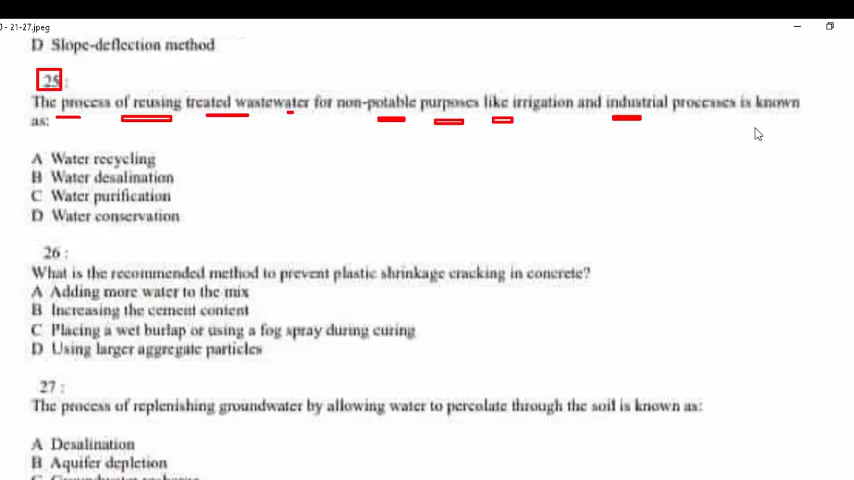 - 21-27.jpeg
D Slope-deflection method
25 :
The process of reusing treated wastewater for non-potable purposes like irrigation and industrial processes is known
as:
A Water recycling
B Water desalination
C Water purification
D Water conservation
26 :
What is the recommended method to prevent plastic shrinkage cracking in concrete?
A Adding more water to the mix
B Increasing the cement content
C Placing a wet burlap or using a fog spray during curing
D Using larger aggregate particles
27 :
The process of replenishing groundwater by allowing water to percolate through the soil is known as:
A Desalination
B Aquifer depletion
C Groundwater recharge